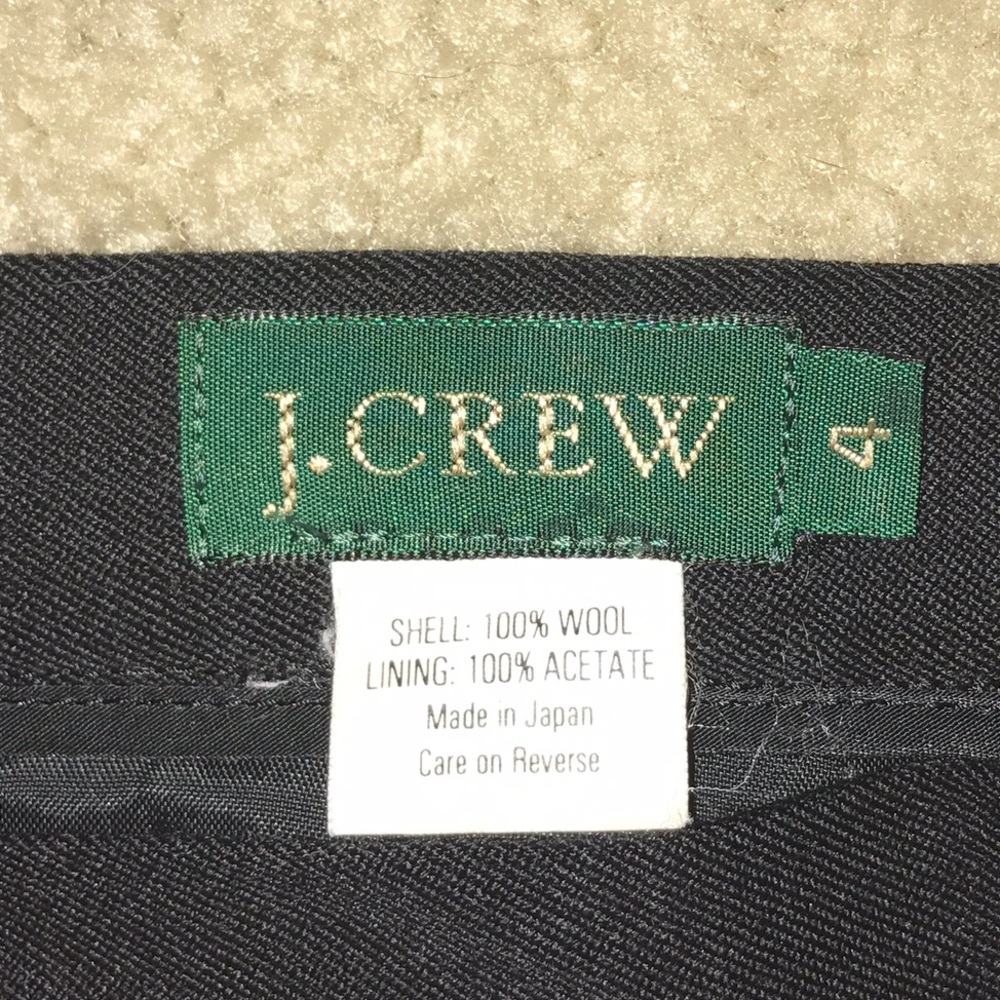 J.CREW
4
SHELL: 100% WOOL
LINING: 100% ACETATE
Made in Japan
Care on Reverse